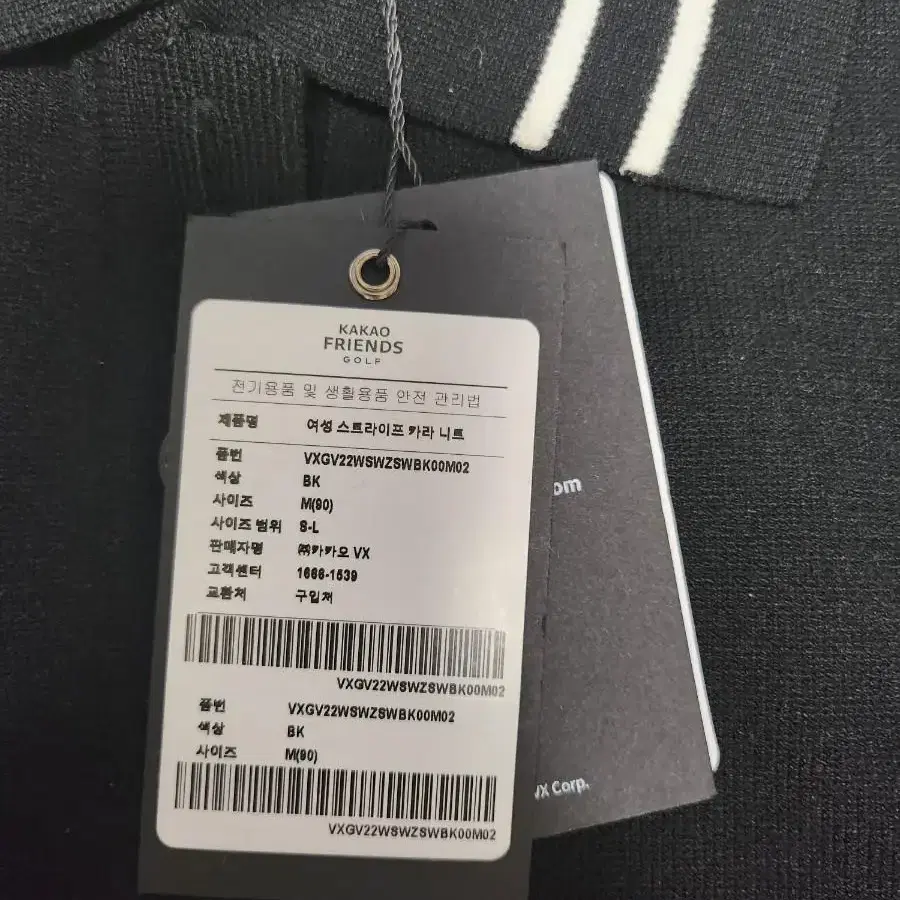 KAKAO
FRIENDS
GOLF
전기용품 및 생활용품 안전 관리법
제품명 여성 스트라이프 카라 니트
품번 VXGV22WSWZSWBK00M02
색상 BK
사이즈 M(90)
사이즈 범위 S-L
판매자명 ㈜카카오 VX
고객센터 1666-1539
교환처 구입처
VXGV22WSWZSWBK00M02
품번 VXGV22WSWZSWBK00M02
색상 BK
사이즈 M(90)
VXGV22WSWZSWBK00M02
om
VX Corp.